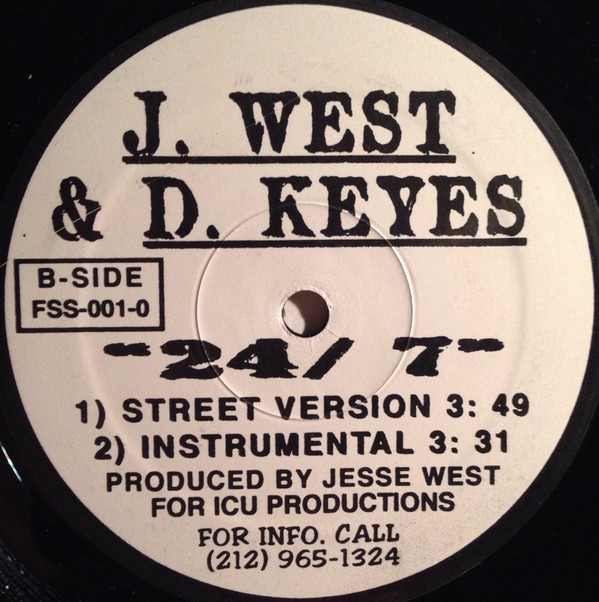 J. WEST
& D. KEYES
B-SIDE
FSS-001-0
"24/ 7"
1) STREET VERSION 3: 49
2) INSTRUMENTAL 3: 31
PRODUCED BY JESSE WEST
FOR ICU PRODUCTIONS
FOR INFO. CALL
(212) 965-1324